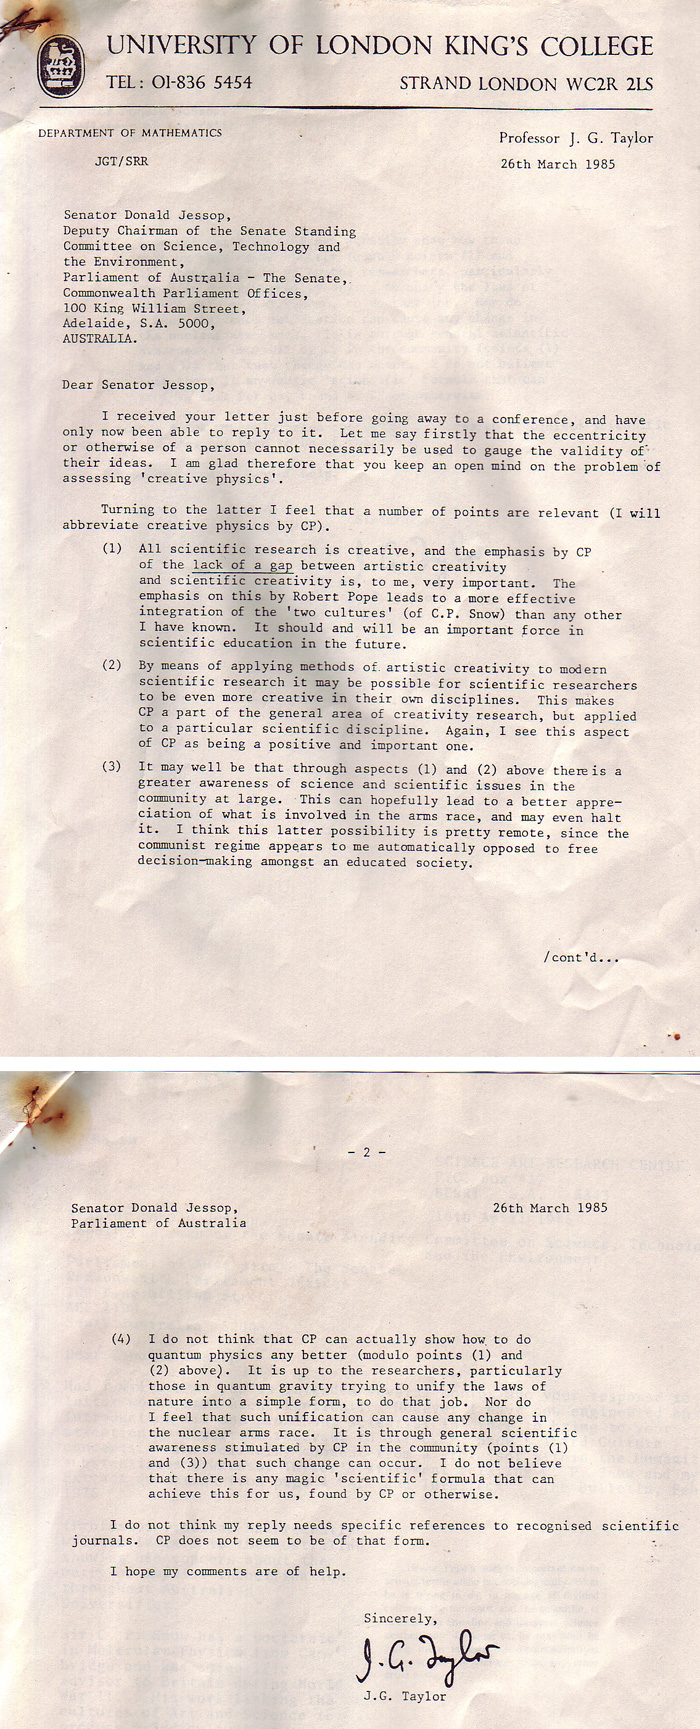 UNIVERSITY OF LONDON KING'S COLLEGE
TEL: 01-836 5454 STRAND LONDON WC2R 2LS
DEPARTMENT OF MATHEMATICS
Professor J. G. Taylor
JGT/SRR
26th March 1985
Senator Donald Jessop,
Deputy Chairman of the Senate Standing
Committee on Science, Technology and
the Environment,
Parliament of Australia - The Senate,
Commonwealth Parliament Offices,
100 King William Street,
Adelaide, S.A. 5000,
AUSTRALIA.
Dear Senator Jessop,
I received your letter just before going away to a conference, and have
only now been able to reply to it. Let me say firstly that the eccentricity
or otherwise of a person cannot necessarily be used to gauge the validity of
their ideas. I am glad therefore that you keep an open mind on the problem of
assessing 'creative physics'.
Turning to the latter I feel that a number of points are relevant (I will
abbreviate creative physics by CP).
(1) All scientific research is creative, and the emphasis by CP
of the lack of a gap between artistic creativity
and scientific creativity is, to me, very important. The
emphasis on this by Robert Pope leads to a more effective
integration of the 'two cultures' (of C.P. Snow) than any other
I have known. It should and will be an important force in
scientific education in the future.
(2) By means of applying methods of artistic creativity to modern
scientific research it may be possible for scientific researchers
to be even more creative in their own disciplines. This makes
CP a part of the general area of creativity research, but applied
to a particular scientific discipline. Again, I see this aspect
of CP as being a positive and important one.
(3) It may well be that through aspects (1) and (2) above there is a
greater awareness of science and scientific issues in the
community at large. This can hopefully lead to a better appre-
ciation of what is involved in the arms race, and may even halt
it. I think this latter possibility is pretty remote, since the
communist regime appears to me automatically opposed to free
decision-making amongst an educated society.
/cont'd...
- 2 -
Senator Donald Jessop, 26th March 1985
Parliament of Australia
(4) I do not think that CP can actually show how to do
quantum physics any better (modulo points (1) and
(2) above). It is up to the researchers, particularly
those in quantum gravity trying to unify the laws of
nature into a simple form, to do that job. Nor do
I feel that such unification can cause any change in
the nuclear arms race. It is through general scientific
awareness stimulated by CP in the community (points (1)
and (3)) that such change can occur. I do not believe
that there is any magic 'scientific' formula that can
achieve this for us, found by CP or otherwise.
I do not think my reply needs specific references to recognised scientific
journals. CP does not seem to be of that form.
I hope my comments are of help.
Sincerely,
J.G. Taylor
J.G. Taylor